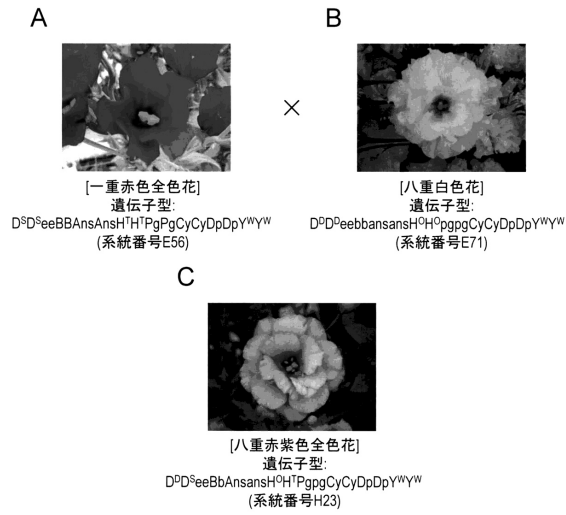 A
B
×
[一重赤色全色花]
遺伝子型:
DSDSeeBBAnsAnsHTHTPgPgCyCyDpDpYWYW
(系統番号E56)
[八重白色花]
遺伝子型:
DDDDeebbansansHOHOpgpgCyCyDpDpYWYW
(系統番号E71)
C
[八重赤紫色全色花]
遺伝子型:
DDDSeeBbAnsansHOHTPgpgCyCyDpDpYWYW
(系統番号H23)